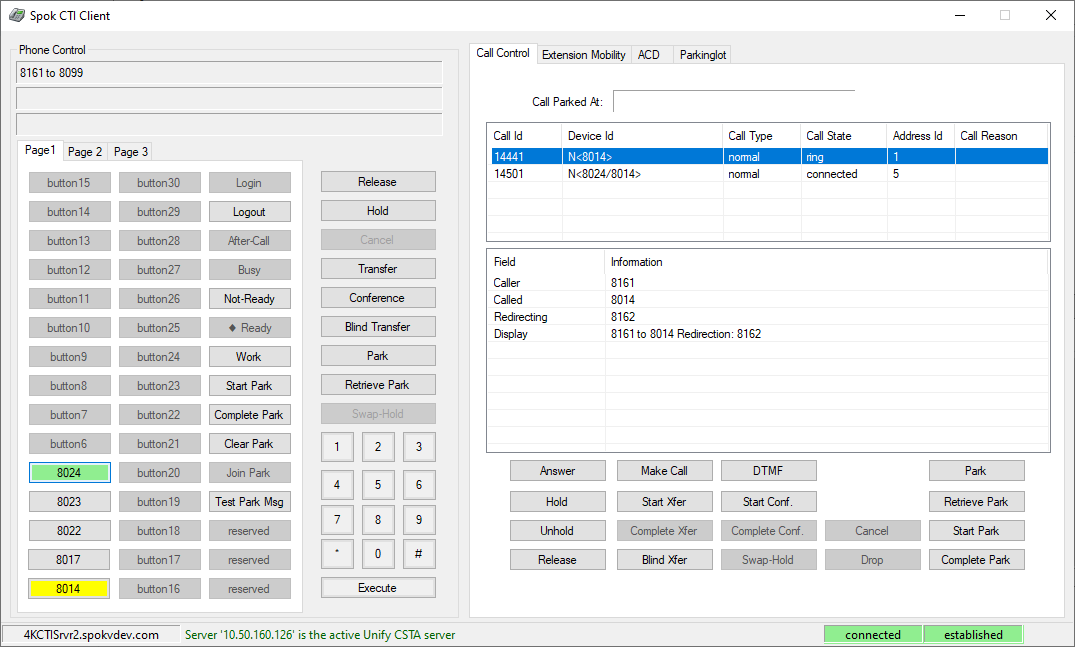 Spok CTI Client
Phone Control
8161 to 8099
Page1 Page 2 Page 3
button15 button30 Login
button14 button29 Logout
button13 button28 After-Call
button12 button27 Busy
button11 button26 Not-Ready
button10 button25 ♦ Ready
button9 button24 Work
button8 button23 Start Park
button7 button22 Complete Park
button6 button21 Clear Park
8024 button20 Join Park
8023 button19 Test Park Msg
8022 button18 reserved
8017 button17 reserved
8014 button16 reserved
Release
Hold
Cancel
Transfer
Conference
Blind Transfer
Park
Retrieve Park
Swap-Hold
1 2 3
4 5 6
7 8 9
* 0 #
Execute
Call Control Extension Mobility ACD Parkinglot
Call Parked At:
Call Id Device Id Call Type Call State Address Id Call Reason
14441 N<8014> normal ring 1
14501 N<8024/8014> normal connected 5
Field Information
Caller 8161
Called 8014
Redirecting 8162
Display 8161 to 8014 Redirection: 8162
Answer Make Call DTMF Park
Hold Start Xfer Start Conf. Retrieve Park
Unhold Complete Xfer Complete Conf. Cancel Start Park
Release Blind Xfer Swap-Hold Drop Complete Park
4KCTISrvr2.spokvdev.com Server '10.50.160.126' is the active Unify CSTA server connected established